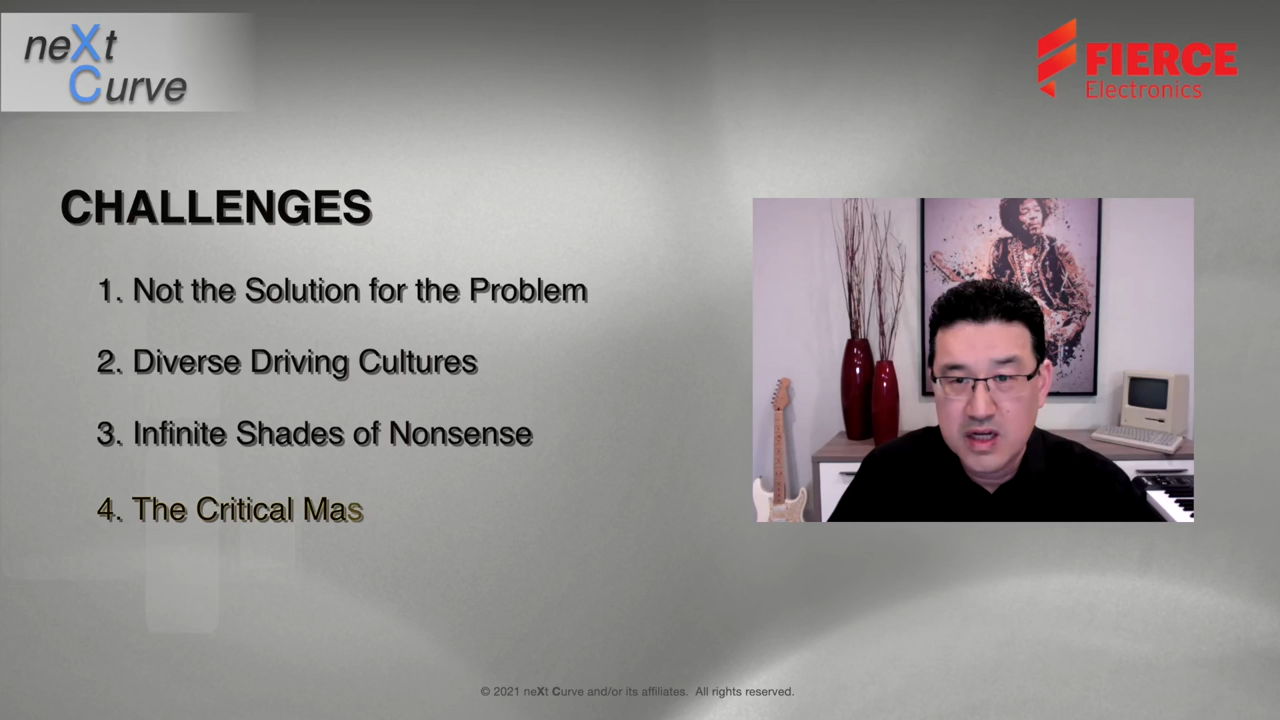 neXt
Curve
FIERCE
Electronics
CHALLENGES
1. Not the Solution for the Problem
2. Diverse Driving Cultures
3. Infinite Shades of Nonsense
4. The Critical Mas
© 2021 neXt Curve and/or its affiliates. All rights reserved.